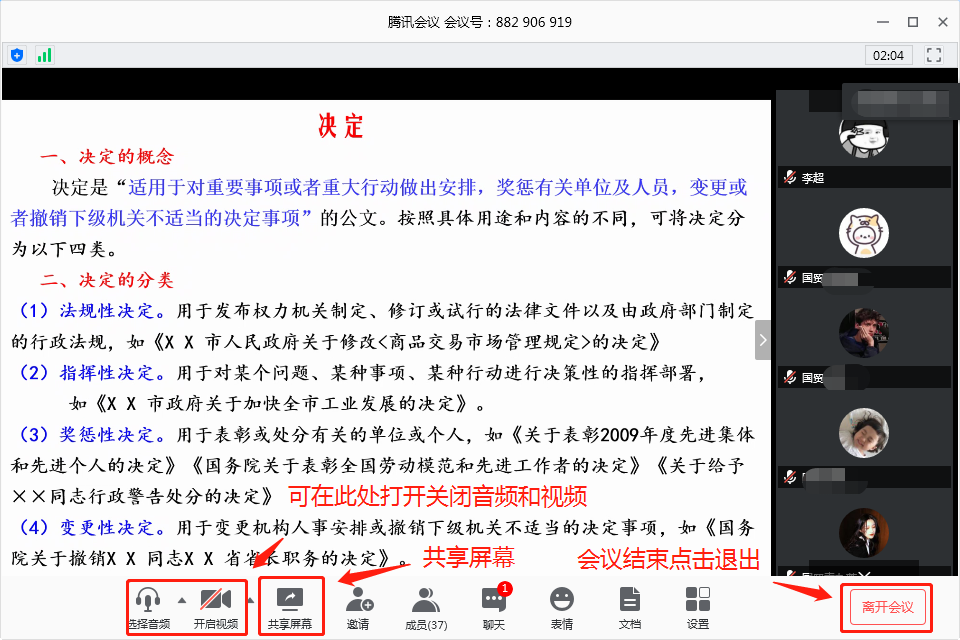 腾讯会议 会议号：882 906 919
02:04
决定
一、决定的概念
决定是“适用于对重要事项或者重大行动做出安排，奖惩有关单位及人员，变更或
者撤销下级机关不适当的决定事项”的公文。按照具体用途和内容的不同，可将决定分
为以下四类。
二、决定的分类
（1）法规性决定。用于发布权力机关制定、修订或试行的法律文件以及由政府部门制定
的行政法规，如《X X 市人民政府关于修改<商品交易市场管理规定>的决定》
（2）指挥性决定。用于对某个问题、某种事项、某种行动进行决策性的指挥部署，
如《X X 市政府关于加快全市工业发展的决定》。
（3）奖惩性决定。用于表彰或处分有关的单位或个人，如《关于表彰2009年度先进集体
和先进个人的决定》《国务院关于表彰全国劳动模范和先进工作者的决定》《关于给予
××同志行政警告处分的决定》
可在此处打开关闭音频和视频
（4）变更性决定。用于变更机构人事安排或撤销下级机关不适当的决定事项，如《国务
院关于撤销X X 同志X X 省省长职务的决定》。
共享屏幕
会议结束点击退出
李超
国贸
国贸
选择音频
开启视频
共享屏幕
邀请
成员(37)
1
聊天
表情
文档
设置
离开会议